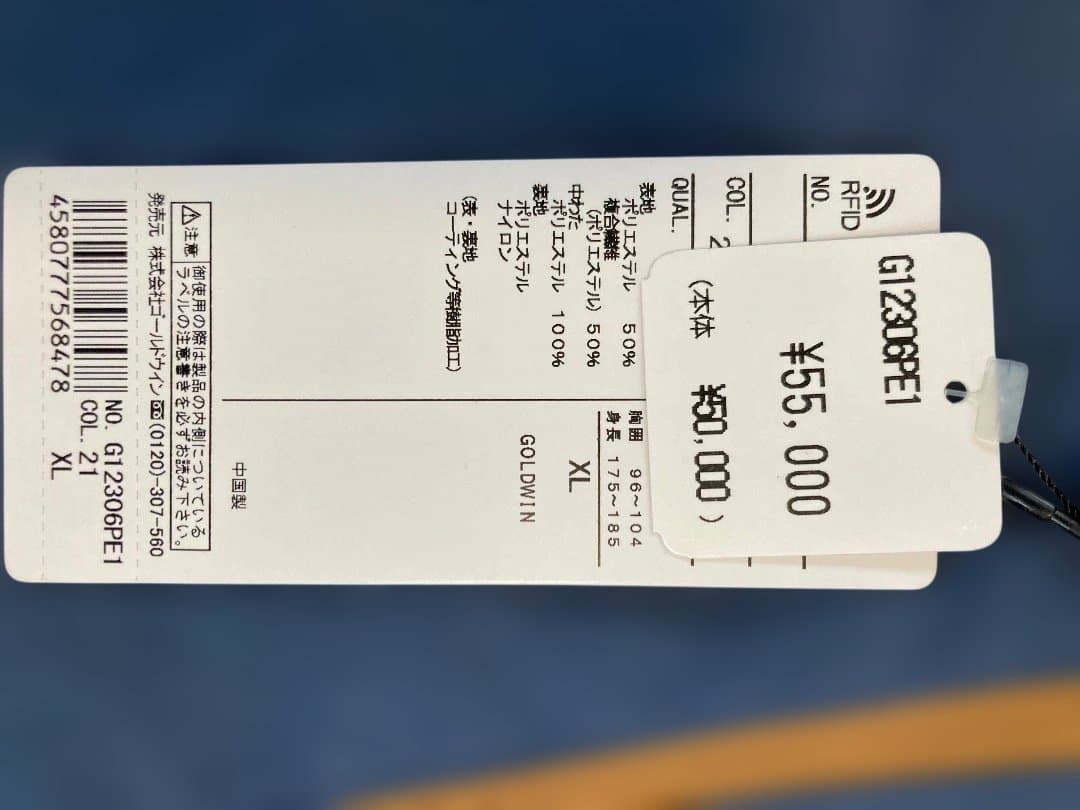 RFID
NO.
COL. 2
QUAL.
表地
ポリエステル 50%
複合繊維
(ポリエステル) 50%
中わた
ポリエステル 100%
裏地
ポリエステル
ナイロン
(表・裏地
コーティング等樹脂加工)
胸囲 96~104
身長 175~185
XL
GOLDWIN
中国製
注意
御使用の際は製品の内側についている
ラベルの注意書きを必ずお読み下さい。
発売元 株式会社ゴールドウイン (0120)-307-560
NO. G12306PE1
COL. 21
XL
4580777568478
G12306PE1
¥55,000
(本体 ¥50,000)